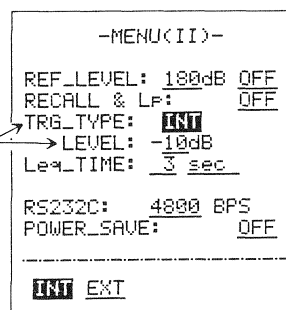 -MENU(II)-
REF_LEVEL: 180dB OFF
RECALL & Lp: OFF
TRG_TYPE: INT
LEVEL: -10dB
Leq_TIME: 3 sec
RS232C: 4800 BPS
POWER_SAVE: OFF
INT EXT